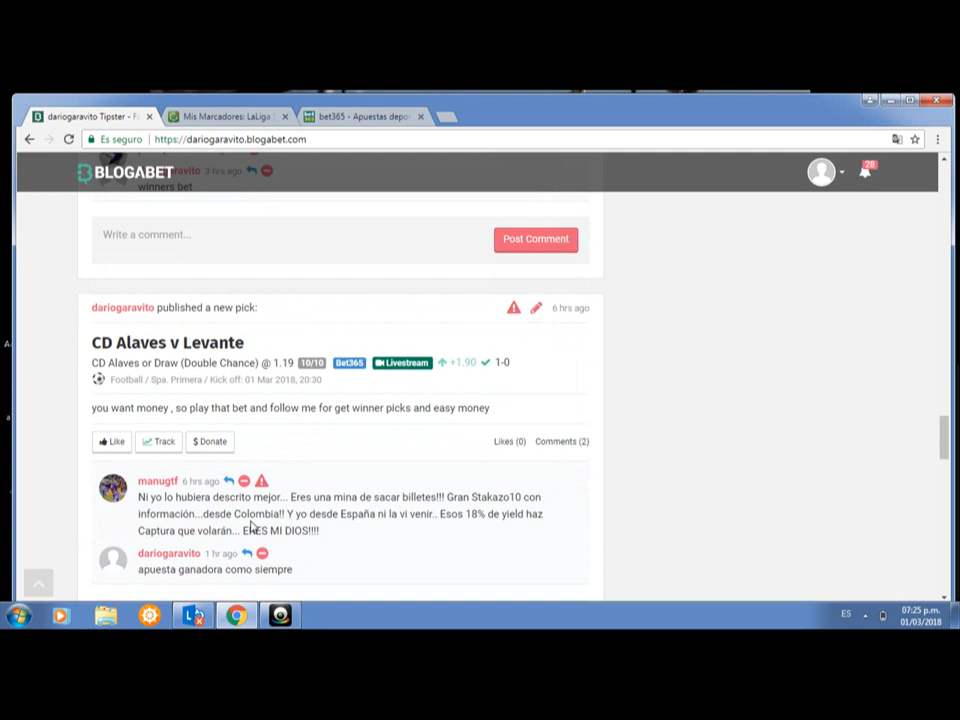 dariogaravito Tipster - F
Mis Marcadores: LaLiga
bet365 - Apuestas depor
Es seguro
https://dariogaravito.blogabet.com
BLOGABET
28
3 hrs ago
winners bet
Write a comment...
Post Comment
dariogaravito published a new pick:
6 hrs ago
CD Alaves v Levante
CD Alaves or Draw (Double Chance) @ 1.19 10/10 Bet365 Livestream +1.90 1-0
Football / Spa. Primera / Kick off: 01 Mar 2018, 20:30
you want money , so play that bet and follow me for get winner picks and easy money
Like Track $ Donate Likes (0) Comments (2)
manugtf 6 hrs ago
Ni yo lo hubiera descrito mejor... Eres una mina de sacar billetes!!! Gran Stakazo10 con
información...desde Colombia!! Y yo desde España ni la vi venir.. Esos 18% de yield haz
Captura que volarán... ERES MI DIOS!!!!
dariogaravito 1 hr ago
apuesta ganadora como siempre
ES
07:25 p.m.
01/03/2018